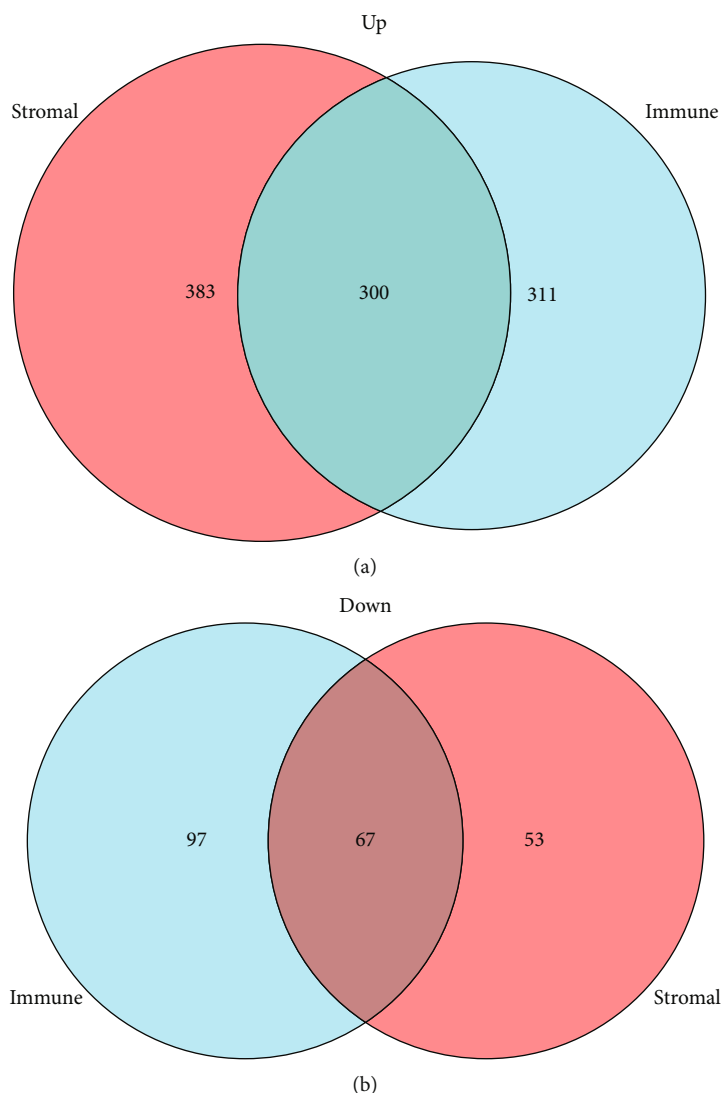 Up
Stromal
Immune
383
300
311
(a)
Down
97
67
53
Immune
Stromal
(b)